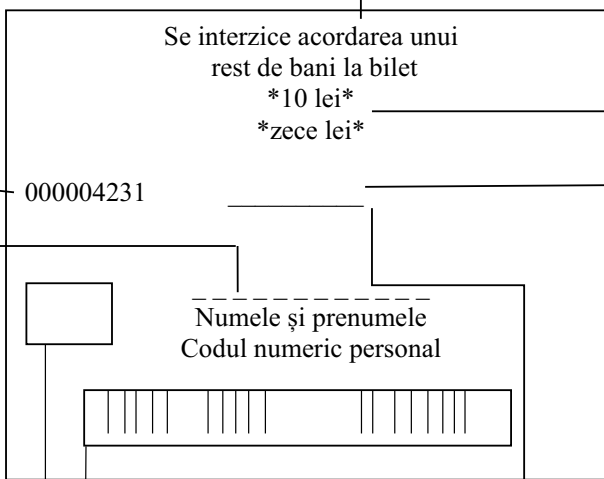 Se interzice acordarea unui
rest de bani la bilet
*10 lei*
*zece lei*
000004231
Numele și prenumele
Codul numeric personal